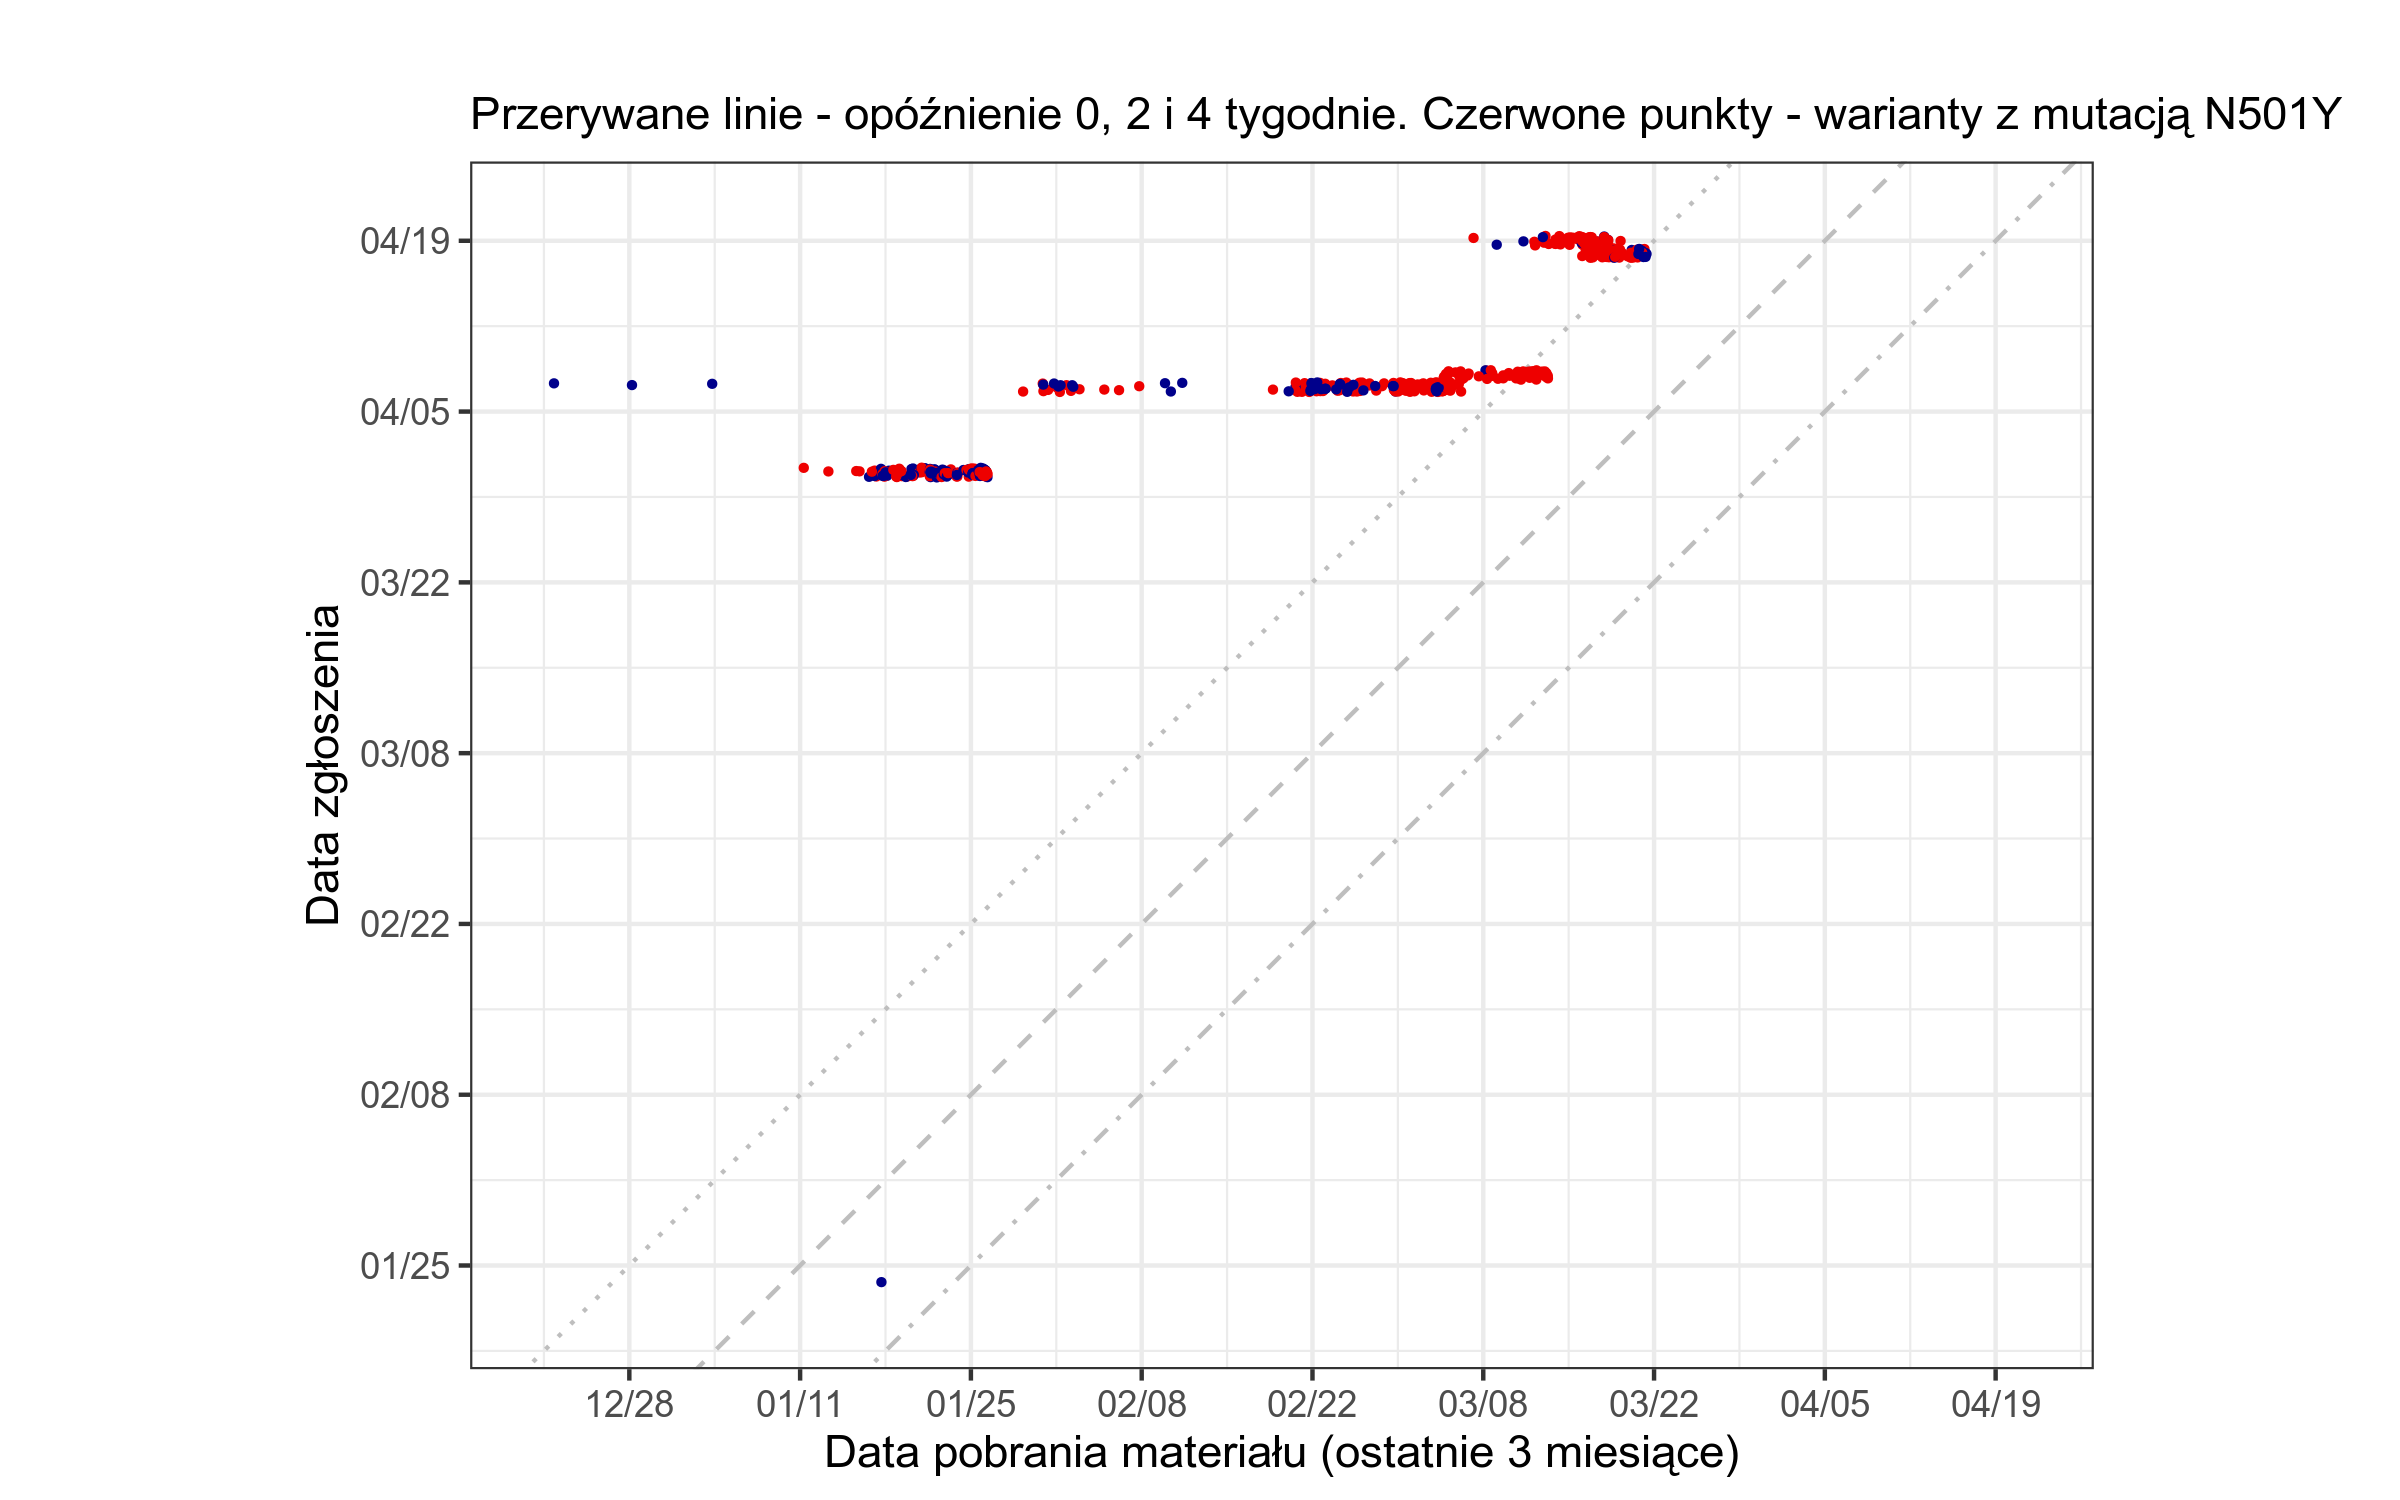 Przerywane linie - opóźnienie 0, 2 i 4 tygodnie. Czerwone punkty - warianty z mutacją N501Y
04/19
04/05
03/22
03/08
02/22
02/08
01/25
Data zgłoszenia
12/28 01/11 01/25 02/08 02/22 03/08 03/22 04/05 04/19
Data pobrania materiału (ostatnie 3 miesiące)